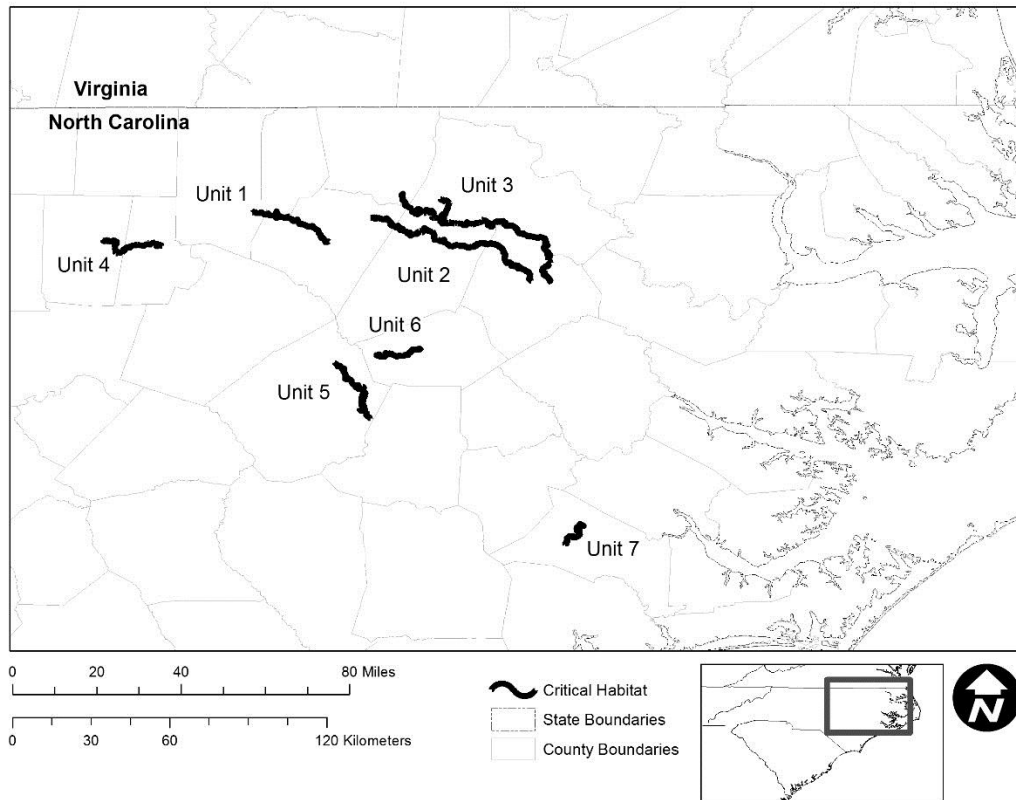 Virginia
North Carolina
Unit 3
Unit 1
Unit 4
Unit 2
Unit 6
Unit 5
Unit 7
0 20 40 80 Miles
0 30 60 120 Kilometers
Critical Habitat
State Boundaries
County Boundaries
N